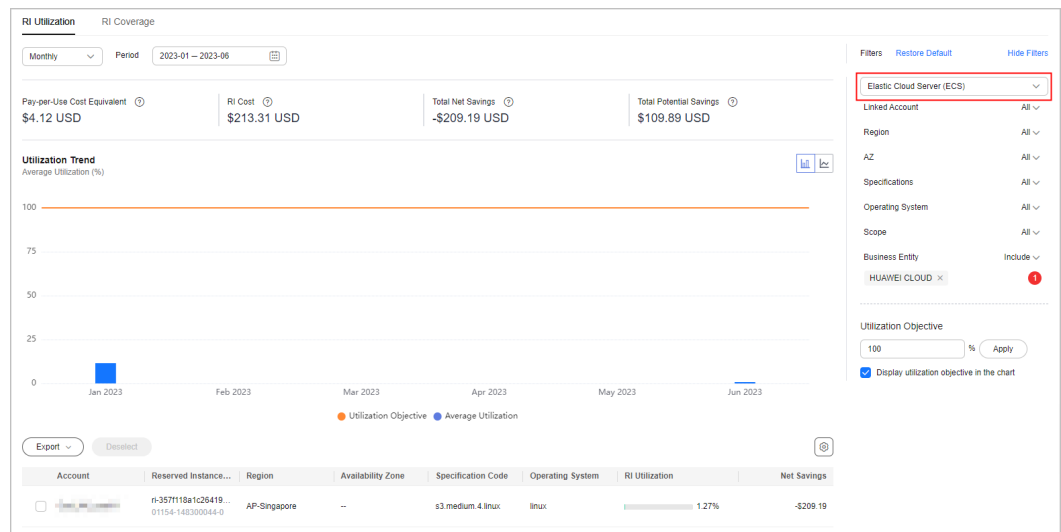 RI Utilization RI Coverage
Monthly Period 2023-01 — 2023-06
Pay-per-Use Cost Equivalent RI Cost Total Net Savings Total Potential Savings
$4.12 USD $213.31 USD -$209.19 USD $109.89 USD
Utilization Trend
Average Utilization (%)
100
75
50
25
0
Jan 2023 Feb 2023 Mar 2023 Apr 2023 May 2023 Jun 2023
Utilization Objective Average Utilization
Export Deselect
Account Reserved Instance... Region Availability Zone Specification Code Operating System RI Utilization Net Savings
ri-357f118a1c26419... AP-Singapore -- s3.medium.4.linux linux 1.27% -$209.19
01154-148300044-0
Filters Restore Default Hide Filters
Elastic Cloud Server (ECS)
Linked Account All
Region All
AZ All
Specifications All
Operating System All
Scope All
Business Entity Include
HUAWEI CLOUD × 1
Utilization Objective
100 % Apply
Display utilization objective in the chart